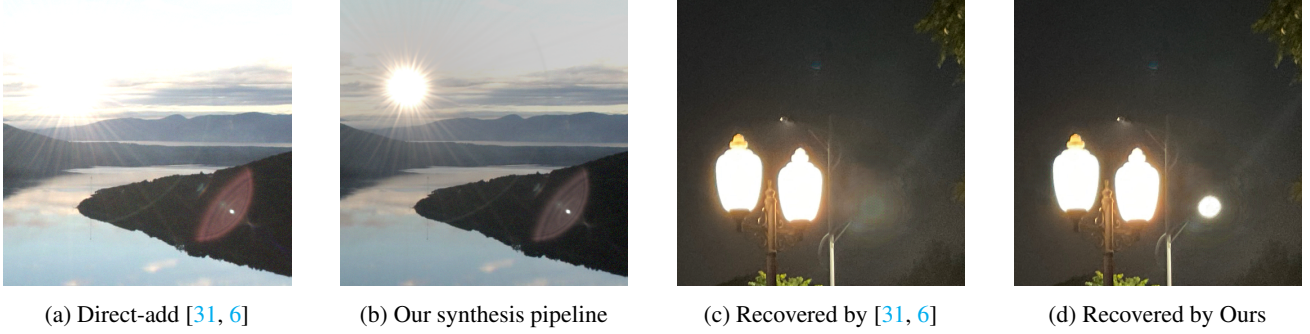 (a) Direct-add [31, 6]
(b) Our synthesis pipeline
(c) Recovered by [31, 6]
(d) Recovered by Ours